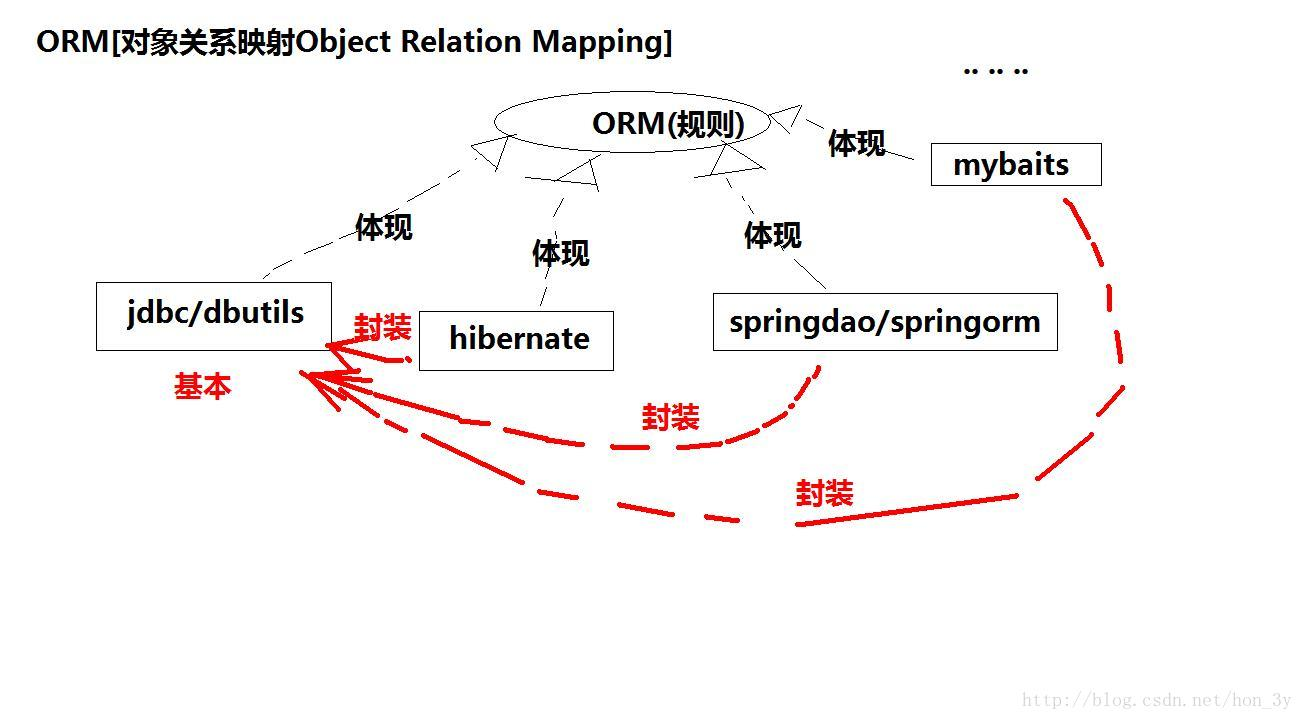 ORM[对象关系映射Object Relation Mapping]
.. .. ..
ORM(规则)
体现
mybaits
体现
体现
体现
jdbc/dbutils
封装
hibernate
springdao/springorm
基本
封装
封装
http://blog.csdn.net/hon_3y